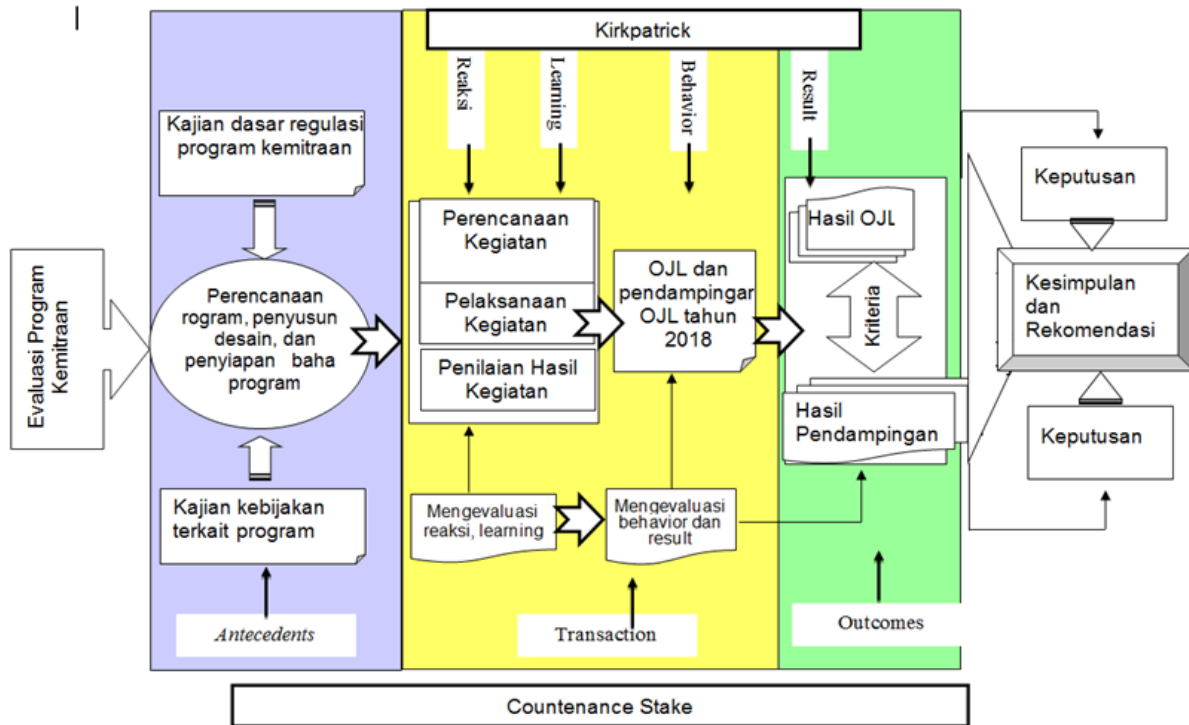 Kirkpatrick
Reaksi
Learning
Behavior
Result
Kajian dasar regulasi
program kemitraan
Evaluasi Program
Kemitraan
Perencanaan
rogram, penyusun
desain, dan
penyiapan baha
program
Kajian kebijakan
terkait program
Antecedents
Perencanaan
Kegiatan
Pelaksanaan
Kegiatan
Penilaian Hasil
Kegiatan
OJL dan
pendampingar
OJL tahun
2018
Mengevaluasi
reaksi, learning
Mengevaluasi
behavior dan
result
Transaction
Hasil OJL
Kriteria
Hasil
Pendampingan
Outcomes
Keputusan
Kesimpulan
dan
Rekomendasi
Keputusan
Countenance Stake